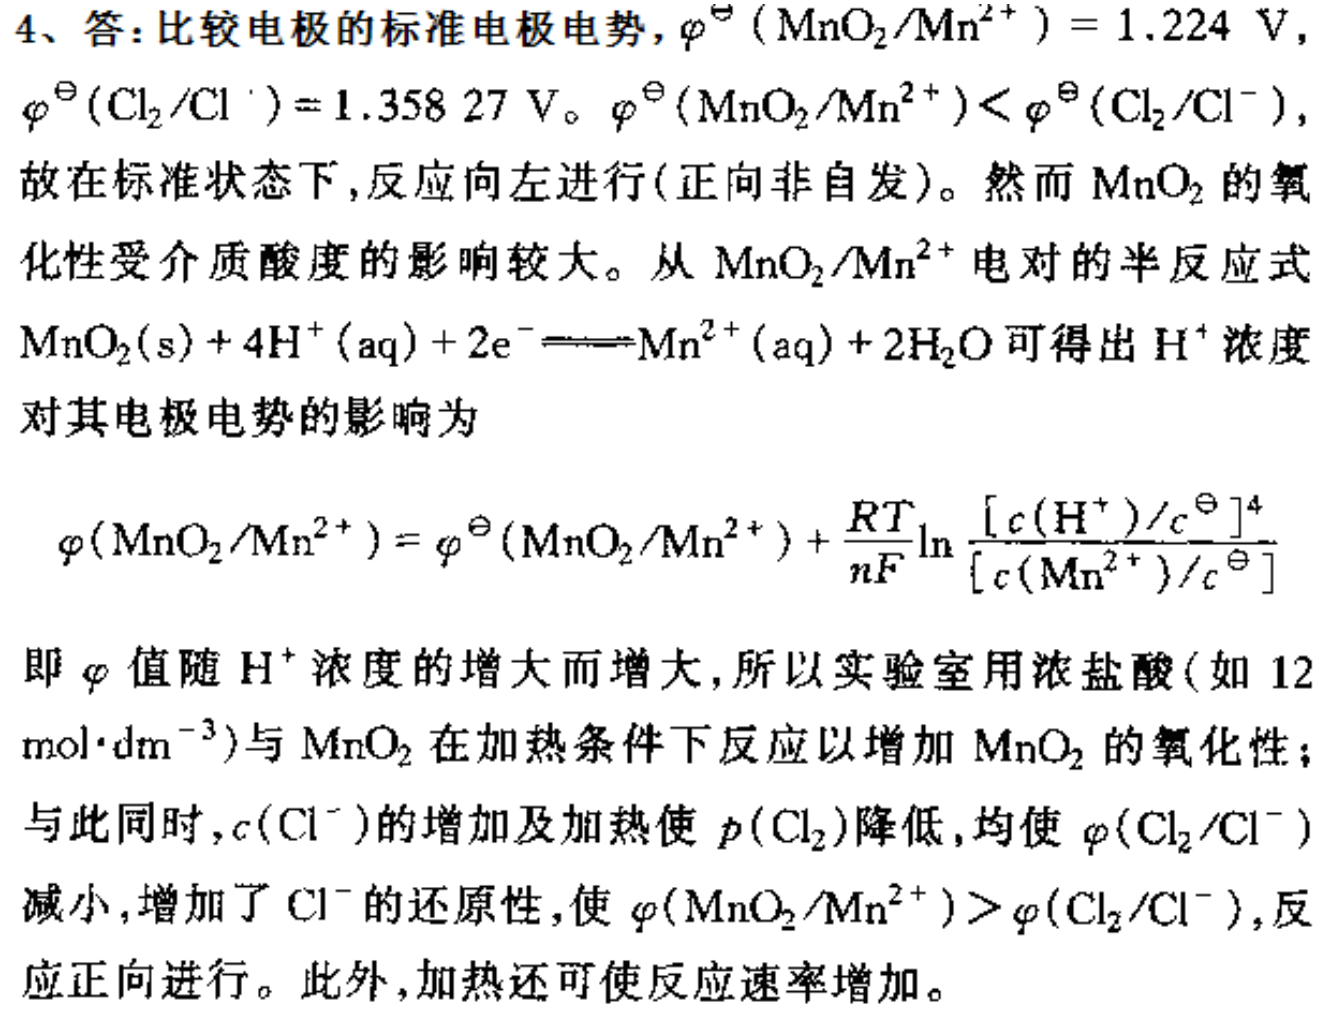 4、答:比较电极的标准电极电势,φ⊖(MnO₂/Mn²⁺)=1.224 V,
φ⊖(Cl₂/Cl⁻)=1.358 27 V。φ⊖(MnO₂/Mn²⁺)<φ⊖(Cl₂/Cl⁻),
故在标准状态下,反应向左进行(正向非自发)。然而 MnO₂ 的氧
化性受介质酸度的影响较大。从 MnO₂/Mn²⁺ 电对的半反应式
MnO₂(s)+4H⁺(aq)+2e⁻══Mn²⁺(aq)+2H₂O 可得出 H⁺ 浓度
对其电极电势的影响为
φ(MnO₂/Mn²⁺)=φ⊖(MnO₂/Mn²⁺)+RT/nF ln [c(H⁺)/c⊖]⁴/[c(Mn²⁺)/c⊖]
即 φ 值随 H⁺ 浓度的增大而增大,所以实验室用浓盐酸(如 12
mol·dm⁻³)与 MnO₂ 在加热条件下反应以增加 MnO₂ 的氧化性;
与此同时,c(Cl⁻)的增加及加热使 p(Cl₂)降低,均使 φ(Cl₂/Cl⁻)
减小,增加了 Cl⁻ 的还原性,使 φ(MnO₂/Mn²⁺)>φ(Cl₂/Cl⁻),反
应正向进行。此外,加热还可使反应速率增加。